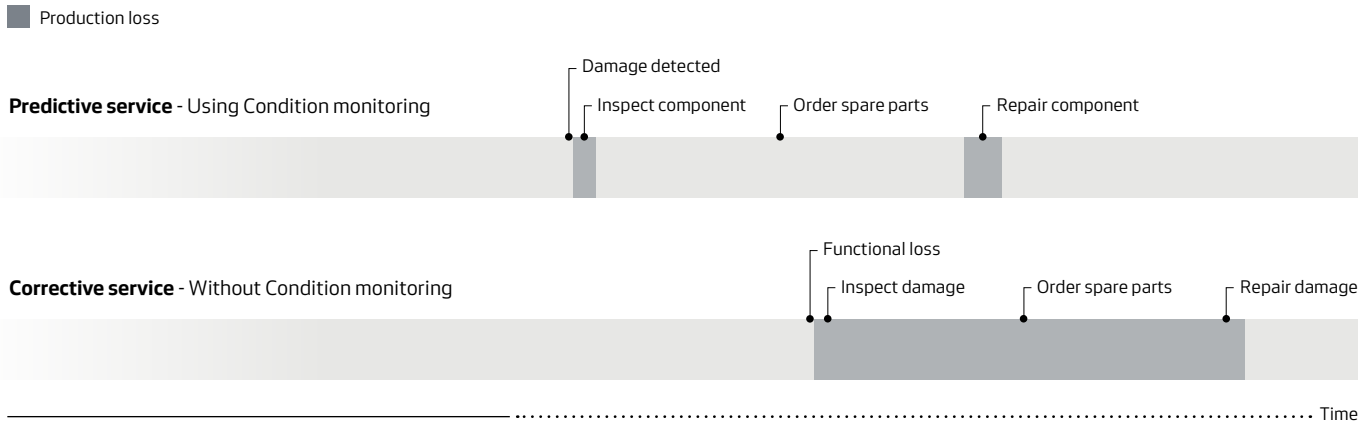 Production loss
Damage detected
Predictive service - Using Condition monitoring
Inspect component
Order spare parts
Repair component
Functional loss
Corrective service - Without Condition monitoring
Inspect damage
Order spare parts
Repair damage
Time